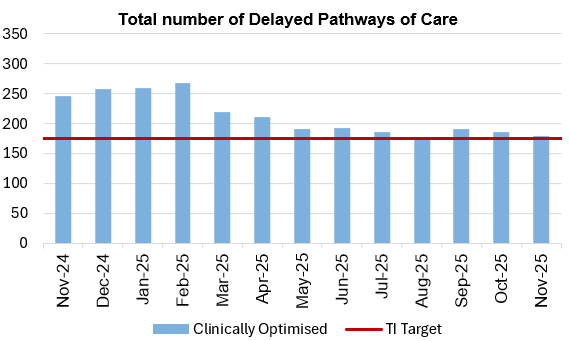 Total number of Delayed Pathways of Care
350
300
250
200
150
100
50
0
Nov-24
Dec-24
Jan-25
Feb-25
Mar-25
Apr-25
May-25
Jun-25
Jul-25
Aug-25
Sep-25
Oct-25
Nov-25
Clinically Optimised
TI Target